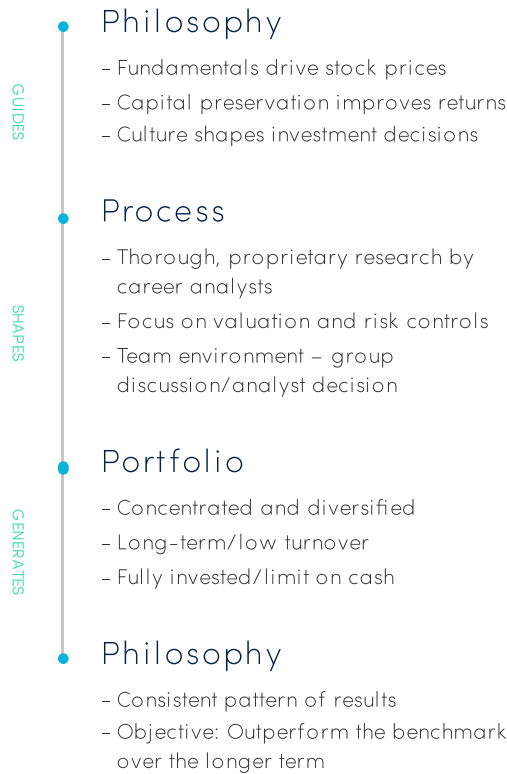 Philosophy
– Fundamentals drive stock prices
– Capital preservation improves returns
– Culture shapes investment decisions
GUIDES
Process
– Thorough, proprietary research by
career analysts
– Focus on valuation and risk controls
– Team environment – group
discussion/analyst decision
SHAPES
Portfolio
– Concentrated and diversified
– Long-term/low turnover
– Fully invested/limit on cash
GENERATES
Philosophy
– Consistent pattern of results
– Objective: Outperform the benchmark
over the longer term